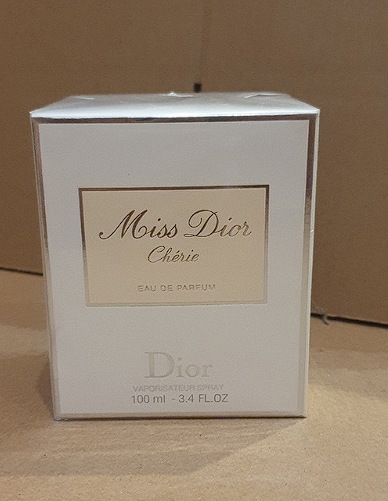 Miss Dior
Chérie
EAU DE PARFUM
Dior
VAPORISATEUR SPRAY
100 ml - 3.4 FL.OZ